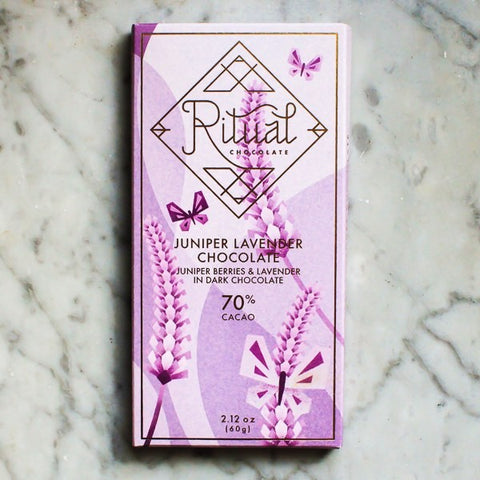 Ritual
CHOCOLATE
JUNIPER LAVENDER
CHOCOLATE
JUNIPER BERRIES & LAVENDER
IN DARK CHOCOLATE
70%
CACAO
2.12 oz
(60g)